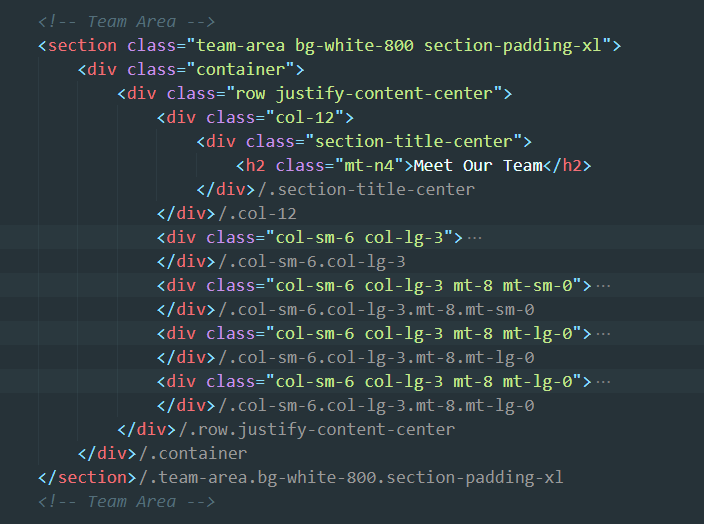 <!-- Team Area -->
<section class="team-area bg-white-800 section-padding-xl">
<div class="container">
<div class="row justify-content-center">
<div class="col-12">
<div class="section-title-center">
<h2 class="mt-n4">Meet Our Team</h2>
</div>/.section-title-center
</div>/.col-12
<div class="col-sm-6 col-lg-3">…
</div>/.col-sm-6.col-lg-3
<div class="col-sm-6 col-lg-3 mt-8 mt-sm-0">…
</div>/.col-sm-6.col-lg-3.mt-8.mt-sm-0
<div class="col-sm-6 col-lg-3 mt-8 mt-lg-0">…
</div>/.col-sm-6.col-lg-3.mt-8.mt-lg-0
<div class="col-sm-6 col-lg-3 mt-8 mt-lg-0">…
</div>/.col-sm-6.col-lg-3.mt-8.mt-lg-0
</div>/.row.justify-content-center
</div>/.container
</section>/.team-area.bg-white-800.section-padding-xl
<!-- Team Area -->